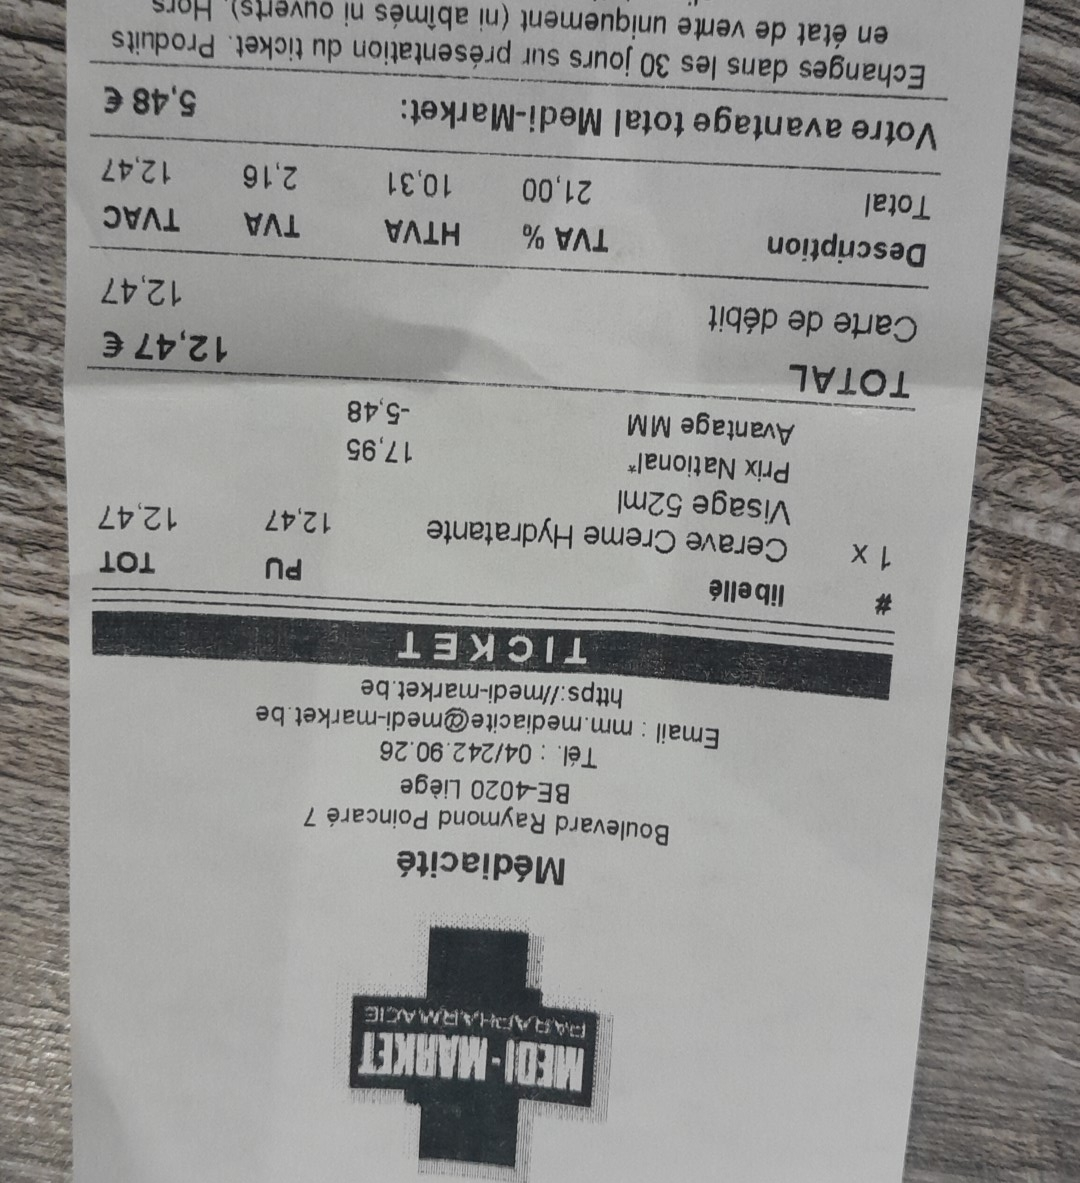 MEDI-MARKET
PARAPHARMACIE
Médiacité
Boulevard Raymond Poincaré 7
BE-4020 Liège
Tél. : 04/242.90.26
Email : mm.mediacite@medi-market.be
https://medi-market.be
TICKET
# libellé PU TOT
1 x Cerave Creme Hydratante 12,47 12,47
Visage 52ml
Prix National* 17,95
Avantage MM -5,48
TOTAL 12,47 €
Carte de débit 12,47
Description TVA % HTVA TVA TVAC
Total 21,00 10,31 2,16 12,47
Votre avantage total Medi-Market: 5,48 €
Echanges dans les 30 jours sur présentation du ticket. Produits
en état de vente uniquement (ni abîmés ni ouverts). Hors